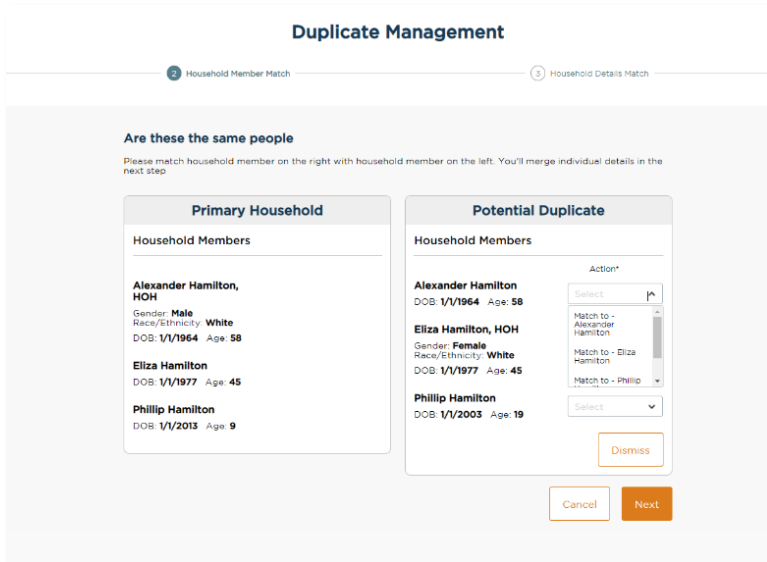 Duplicate Management
2 Household Member Match
3 Household Details Match
Are these the same people
Please match household member on the right with household member on the left. You'll merge individual details in the
next step
Primary Household
Household Members
Alexander Hamilton,
HOH
Gender: Male
Race/Ethnicity: White
DOB: 1/1/1964 Age: 58
Eliza Hamilton
DOB: 1/1/1977 Age: 45
Phillip Hamilton
DOB: 1/1/2013 Age: 9
Potential Duplicate
Household Members
Action*
Alexander Hamilton
DOB: 1/1/1964 Age: 58
Select
Match to -
Alexander
Hamilton
Match to - Eliza
Hamilton
Match to - Phillip
Eliza Hamilton, HOH
Gender: Female
Race/Ethnicity: White
DOB: 1/1/1977 Age: 45
Phillip Hamilton
DOB: 1/1/2003 Age: 19
Select
Dismiss
Cancel
Next